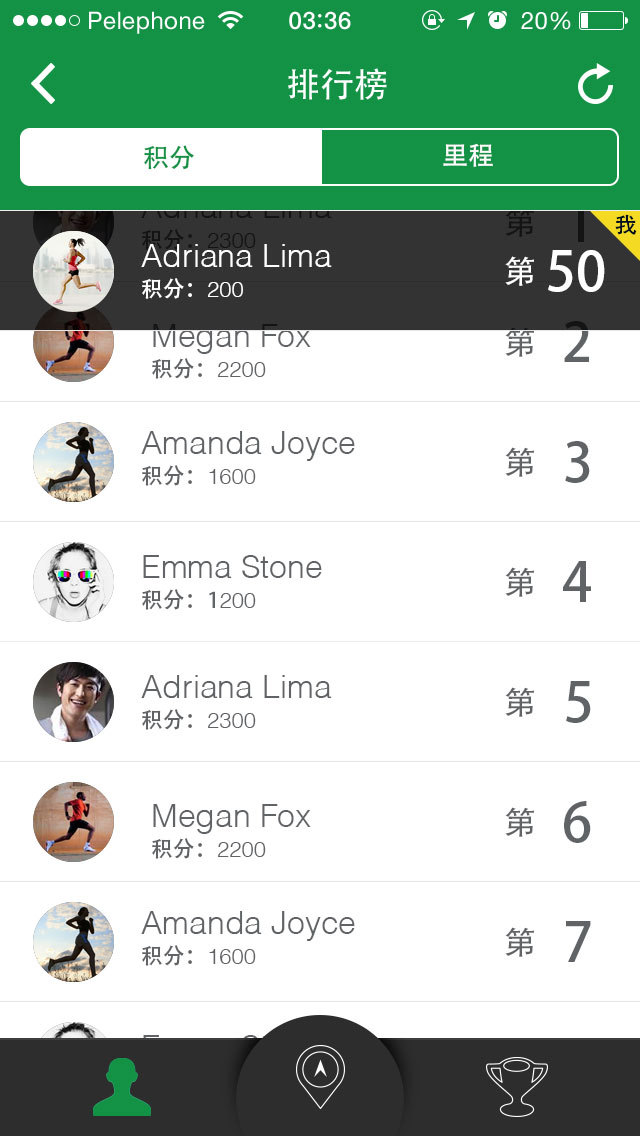 Pelephone 03:36 20%
排行榜
积分 里程
Adriana Lima 第 1
积分：2300
我
Adriana Lima 第 50
积分：200
Megan Fox 第 2
积分：2200
Amanda Joyce 第 3
积分：1600
Emma Stone 第 4
积分：1200
Adriana Lima 第 5
积分：2300
Megan Fox 第 6
积分：2200
Amanda Joyce 第 7
积分：1600